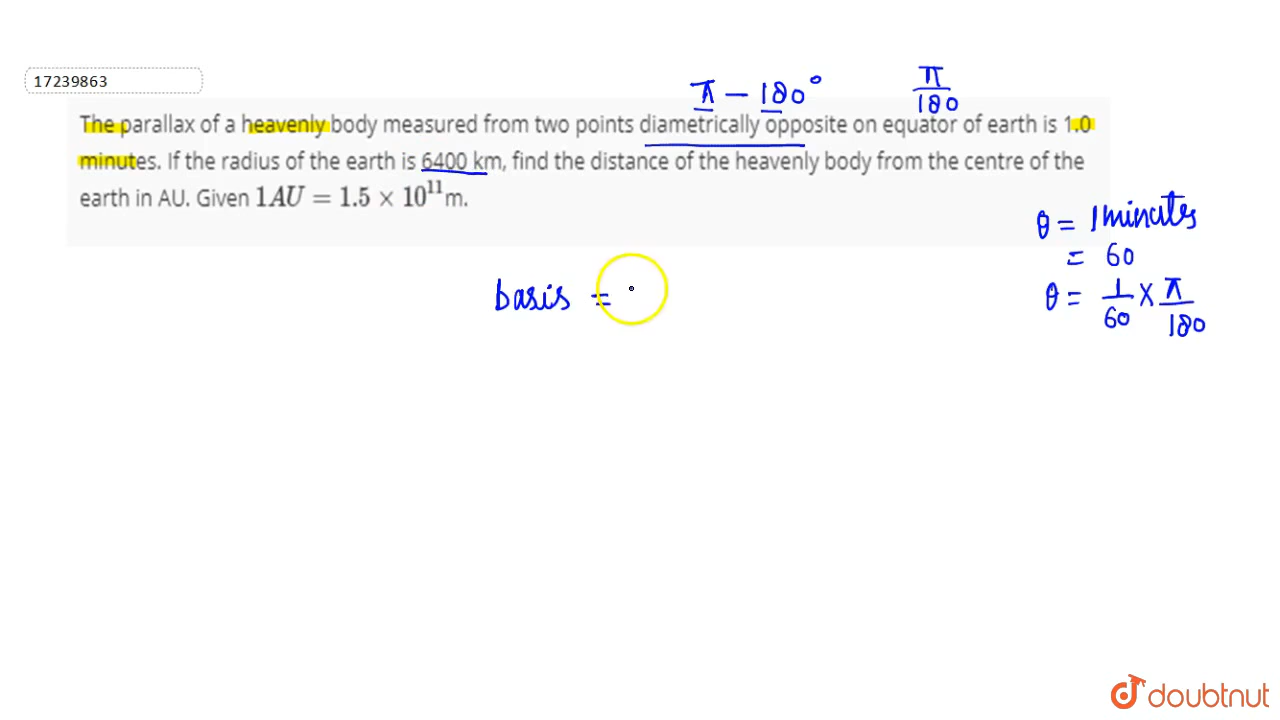 17239863
π − 180° π/180
The parallax of a heavenly body measured from two points diametrically opposite on equator of earth is 1.0
minutes. If the radius of the earth is 6400 km, find the distance of the heavenly body from the centre of the
earth in AU. Given 1AU = 1.5 × 10^11 m.
θ = 1 minutes
= 60
basis =
θ = 1/60 × π/180
doubtnut